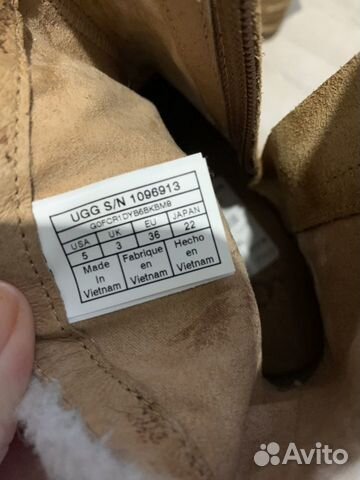 UGG S/N 1096913
G0FCR1DYB6BKBMB
USA UK EU JAPAN
5 3 36 22
Made in Vietnam
Fabrique en Vietnam
Hecho en Vietnam
Avito